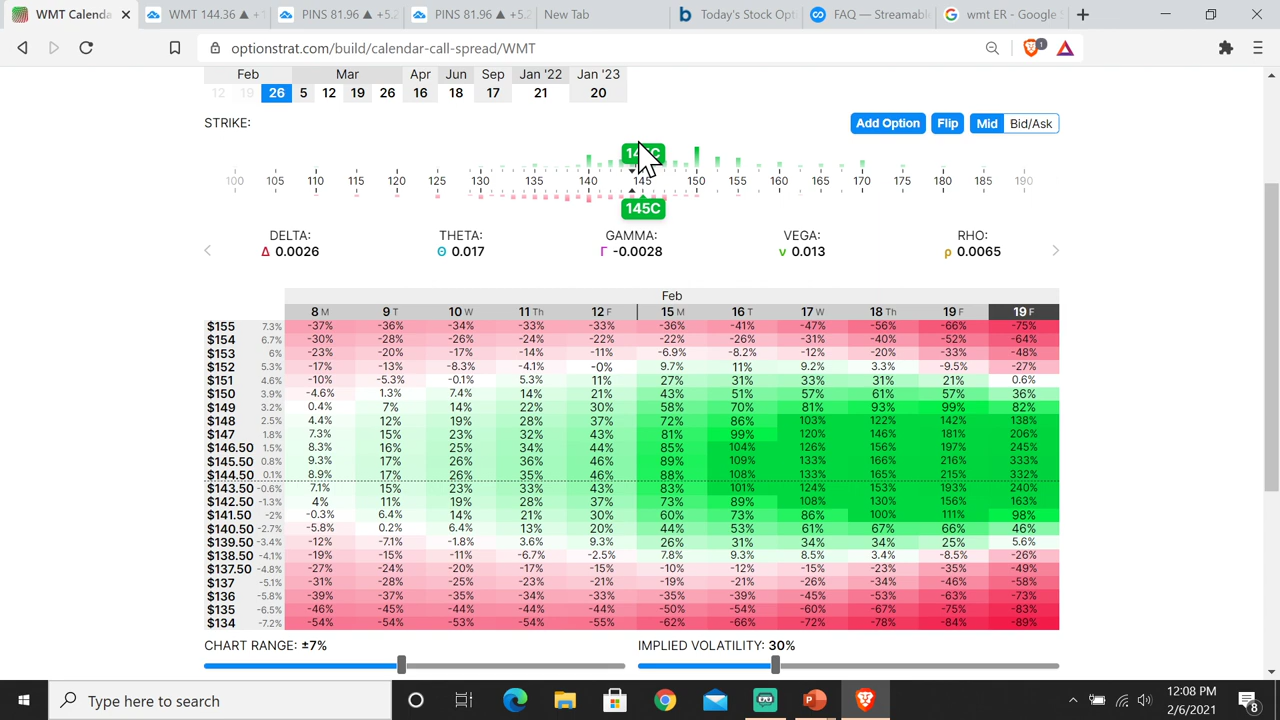 WMT Calenda
WMT 144.36 ▲ +1
PINS 81.96 ▲ +5.2
PINS 81.96 ▲ +5.2
New Tab
Today's Stock Opt
FAQ — Streamable
wmt ER - Google S
optionstrat.com/build/calendar-call-spread/WMT
1
Feb Mar Apr Jun Sep Jan '22 Jan '23
12 19 26 5 12 19 26 16 18 17 21 20
STRIKE:
Add Option Flip Mid Bid/Ask
100 105 110 115 120 125 130 135 140 145 150 155 160 165 170 175 180 185 190
145C
DELTA: THETA: GAMMA: VEGA: RHO:
Δ 0.0026 Θ 0.017 Γ -0.0028 ν 0.013 ρ 0.0065
Feb
8 M 9 T 10 W 11 Th 12 F 15 M 16 T 17 W 18 Th 19 F 19 F
$155 7.3% -37% -36% -34% -33% -33% -36% -41% -47% -56% -66% -75%
$154 6.7% -30% -28% -26% -24% -22% -22% -26% -31% -40% -52% -64%
$153 6% -23% -20% -17% -14% -11% -6.9% -8.2% -12% -20% -33% -48%
$152 5.3% -17% -13% -8.3% -4.1% -0% 9.7% 11% 9.2% 3.3% -9.5% -27%
$151 4.6% -10% -5.3% -0.1% 5.3% 11% 27% 31% 33% 31% 21% 0.6%
$150 3.9% -4.6% 1.3% 7.4% 14% 21% 43% 51% 57% 61% 57% 36%
$149 3.2% 0.4% 7% 14% 22% 30% 58% 70% 81% 93% 99% 82%
$148 2.5% 4.4% 12% 19% 28% 37% 72% 86% 103% 122% 142% 138%
$147 1.8% 7.3% 15% 23% 32% 43% 81% 99% 120% 146% 181% 206%
$146.50 1.5% 8.3% 16% 25% 34% 44% 85% 104% 126% 156% 197% 245%
$145.50 0.8% 9.3% 17% 26% 36% 46% 89% 109% 133% 166% 216% 333%
$144.50 0.1% 8.9% 17% 26% 35% 46% 88% 108% 133% 165% 215% 332%
$143.50 -0.6% 7.1% 15% 23% 33% 43% 83% 101% 124% 153% 193% 240%
$142.50 -1.3% 4% 11% 19% 28% 37% 73% 89% 108% 130% 156% 163%
$141.50 -2% -0.3% 6.4% 14% 21% 30% 60% 73% 86% 100% 111% 98%
$140.50 -2.7% -5.8% 0.2% 6.4% 13% 20% 44% 53% 61% 67% 66% 46%
$139.50 -3.4% -12% -7.1% -1.8% 3.6% 9.3% 26% 31% 34% 34% 25% 5.6%
$138.50 -4.1% -19% -15% -11% -6.7% -2.5% 7.8% 9.3% 8.5% 3.4% -8.5% -26%
$137.50 -4.8% -27% -24% -20% -17% -15% -10% -12% -15% -23% -35% -49%
$137 -5.1% -31% -28% -25% -23% -21% -19% -21% -26% -34% -46% -58%
$136 -5.8% -39% -37% -35% -34% -33% -35% -39% -45% -53% -63% -73%
$135 -6.5% -46% -45% -44% -44% -44% -50% -54% -60% -67% -75% -83%
$134 -7.2% -54% -54% -53% -54% -55% -62% -66% -72% -78% -84% -89%
CHART RANGE: ±7% IMPLIED VOLATILITY: 30%
Type here to search
12:08 PM
2/6/2021
8